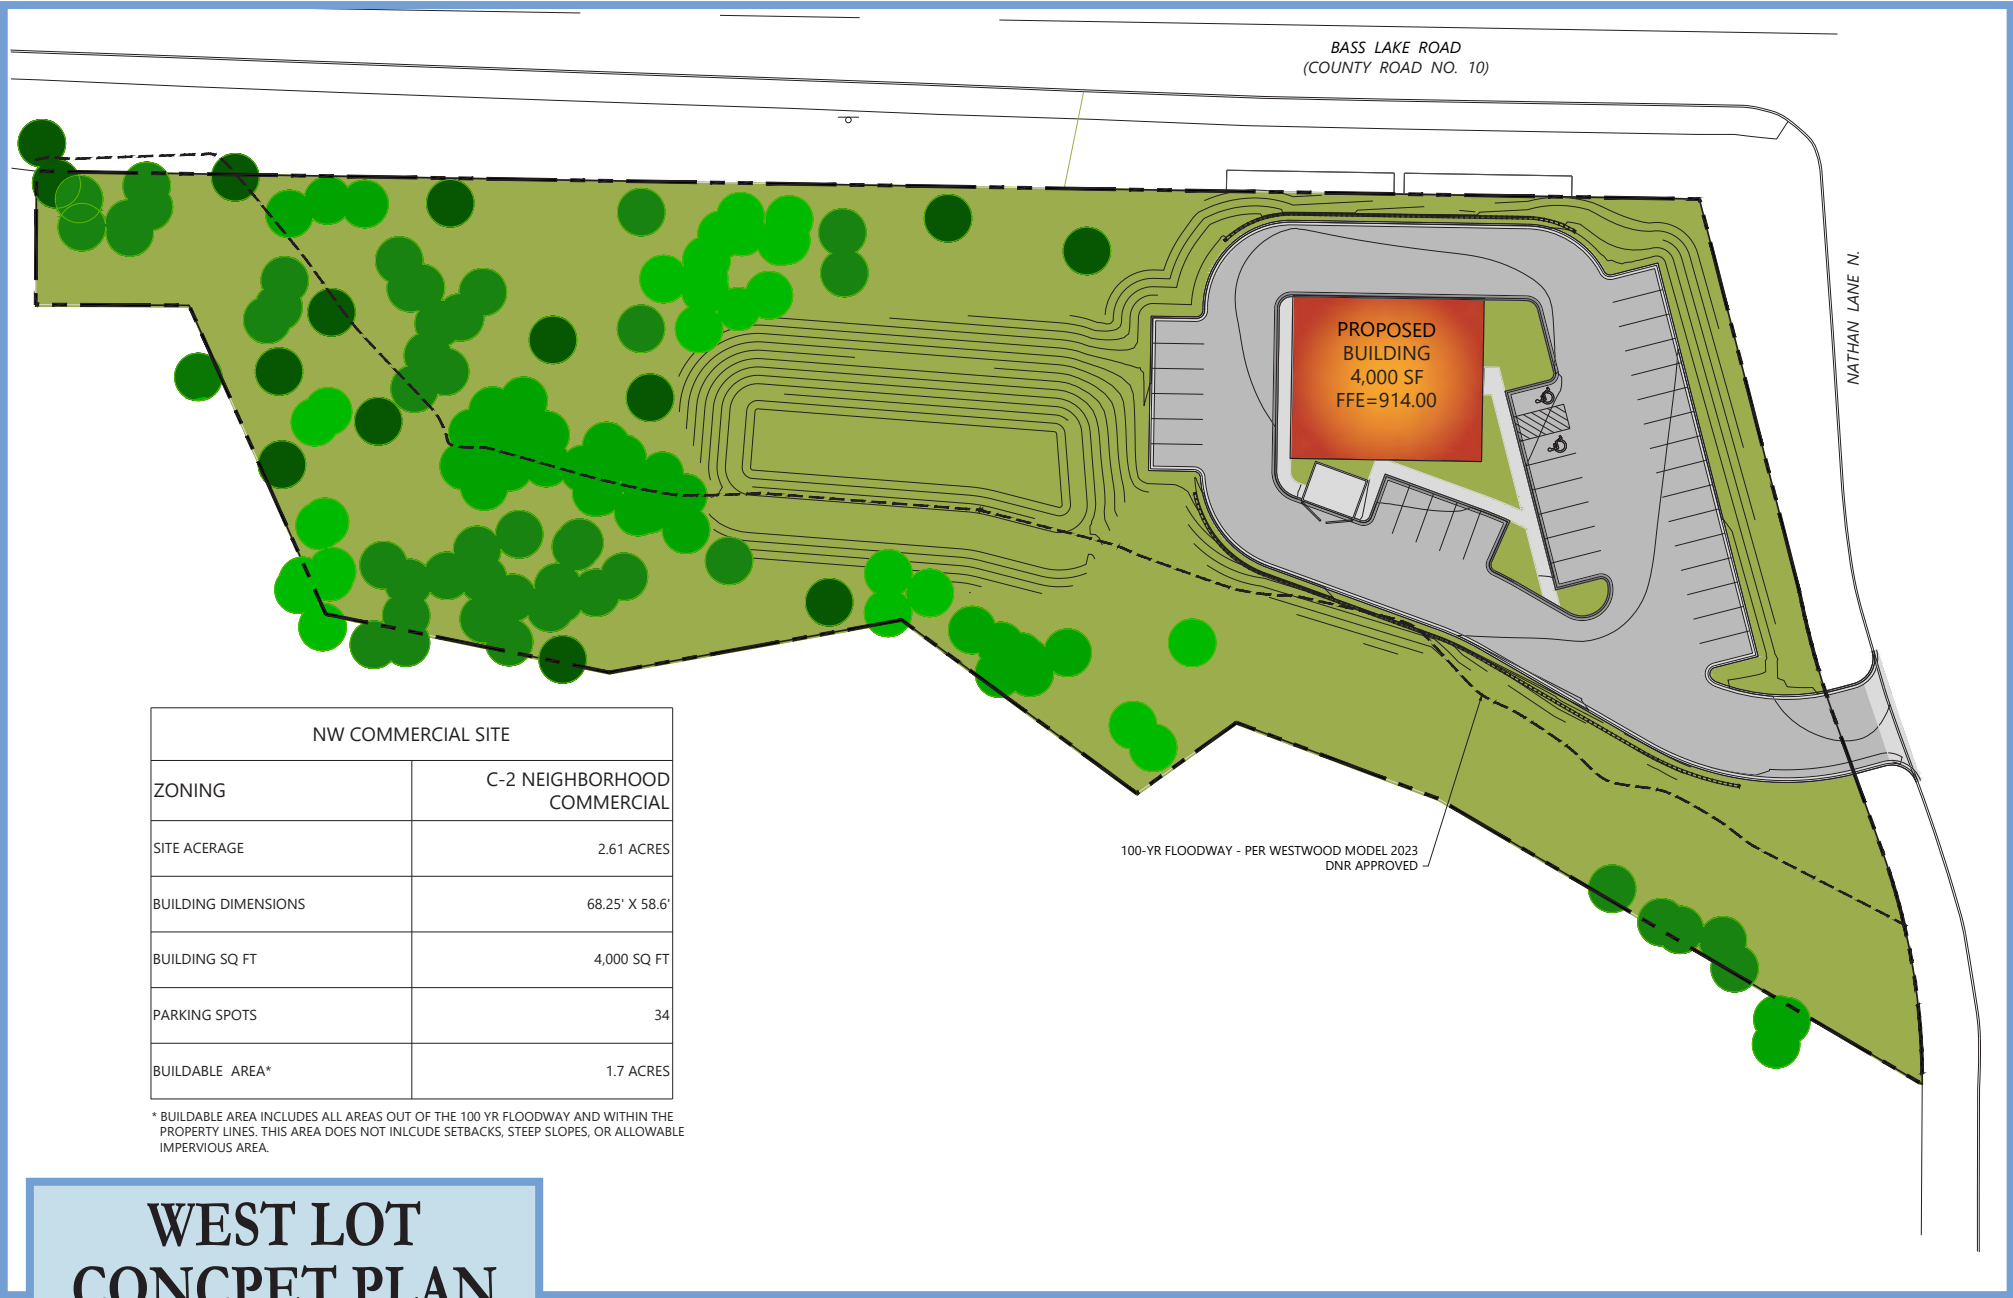 BASS LAKE ROAD
(COUNTY ROAD NO. 10)
NATHAN LANE N.
PROPOSED
BUILDING
4,000 SF
FFE=914.00
100-YR FLOODWAY - PER WESTWOOD MODEL 2023
DNR APPROVED
NW COMMERCIAL SITE
ZONING
C-2 NEIGHBORHOOD
COMMERCIAL
SITE ACERAGE 2.61 ACRES
BUILDING DIMENSIONS 68.25' X 58.6'
BUILDING SQ FT 4,000 SQ FT
PARKING SPOTS 34
BUILDABLE AREA* 1.7 ACRES
* BUILDABLE AREA INCLUDES ALL AREAS OUT OF THE 100 YR FLOODWAY AND WITHIN THE
PROPERTY LINES. THIS AREA DOES NOT INLCUDE SETBACKS, STEEP SLOPES, OR ALLOWABLE
IMPERVIOUS AREA.
WEST LOT
CONCPET PLAN